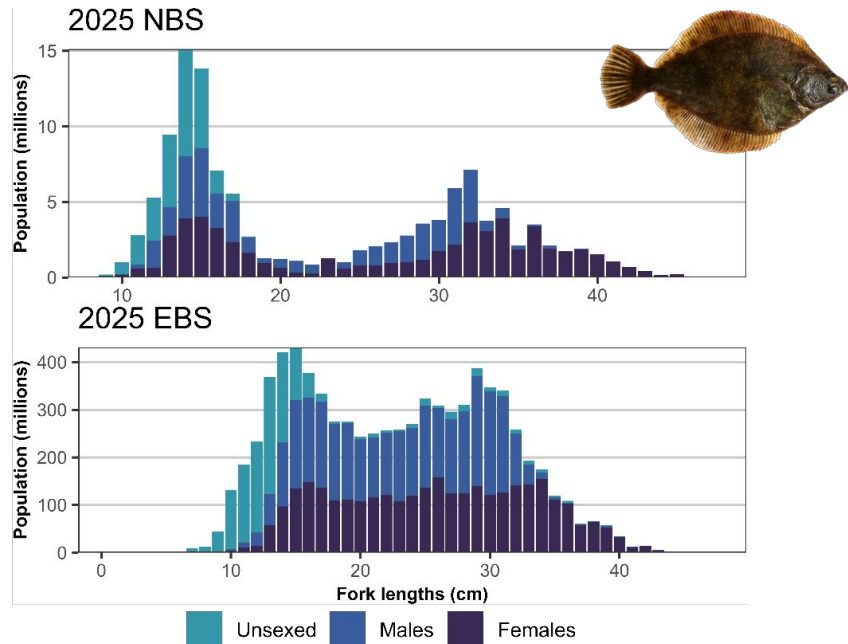 2025 NBS
Population (millions)
15
10
5
0
10 20 30 40
2025 EBS
Population (millions)
400
300
200
100
0
0 10 20 30 40
Fork lengths (cm)
Unsexed Males Females